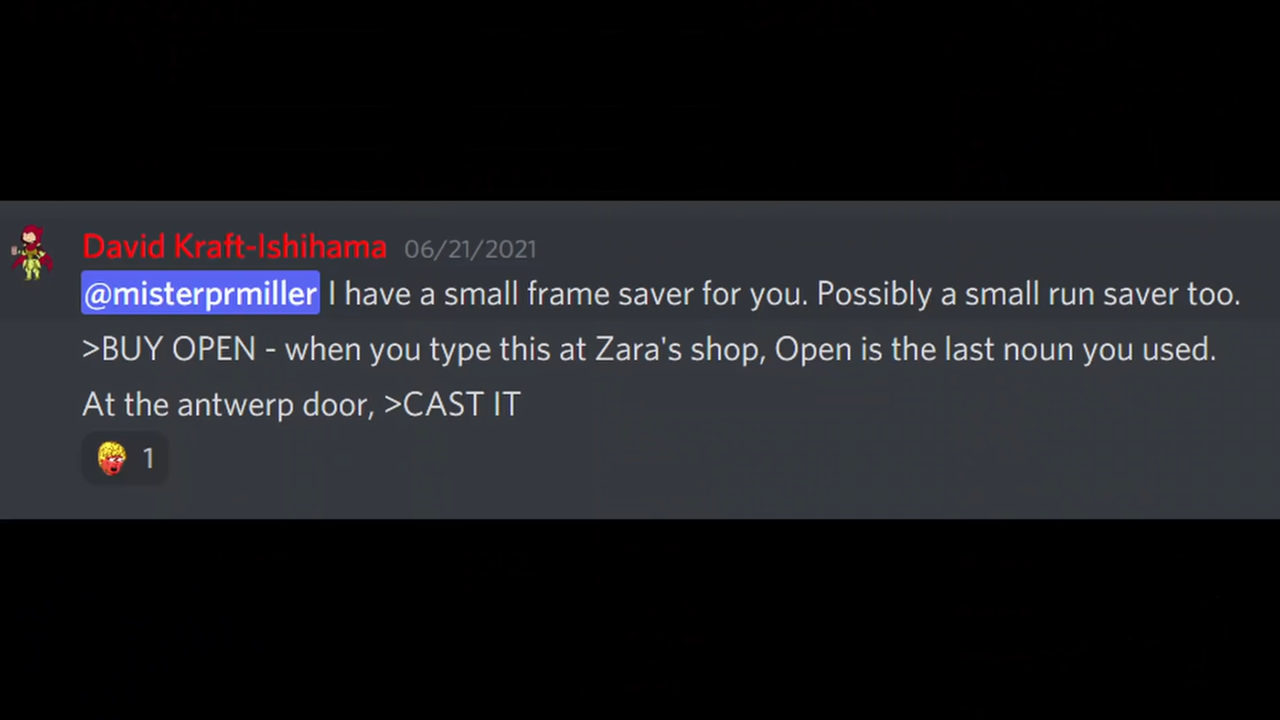 David Kraft-Ishihama 06/21/2021
@misterprmiller I have a small frame saver for you. Possibly a small run saver too.
>BUY OPEN - when you type this at Zara's shop, Open is the last noun you used.
At the antwerp door, >CAST IT
1